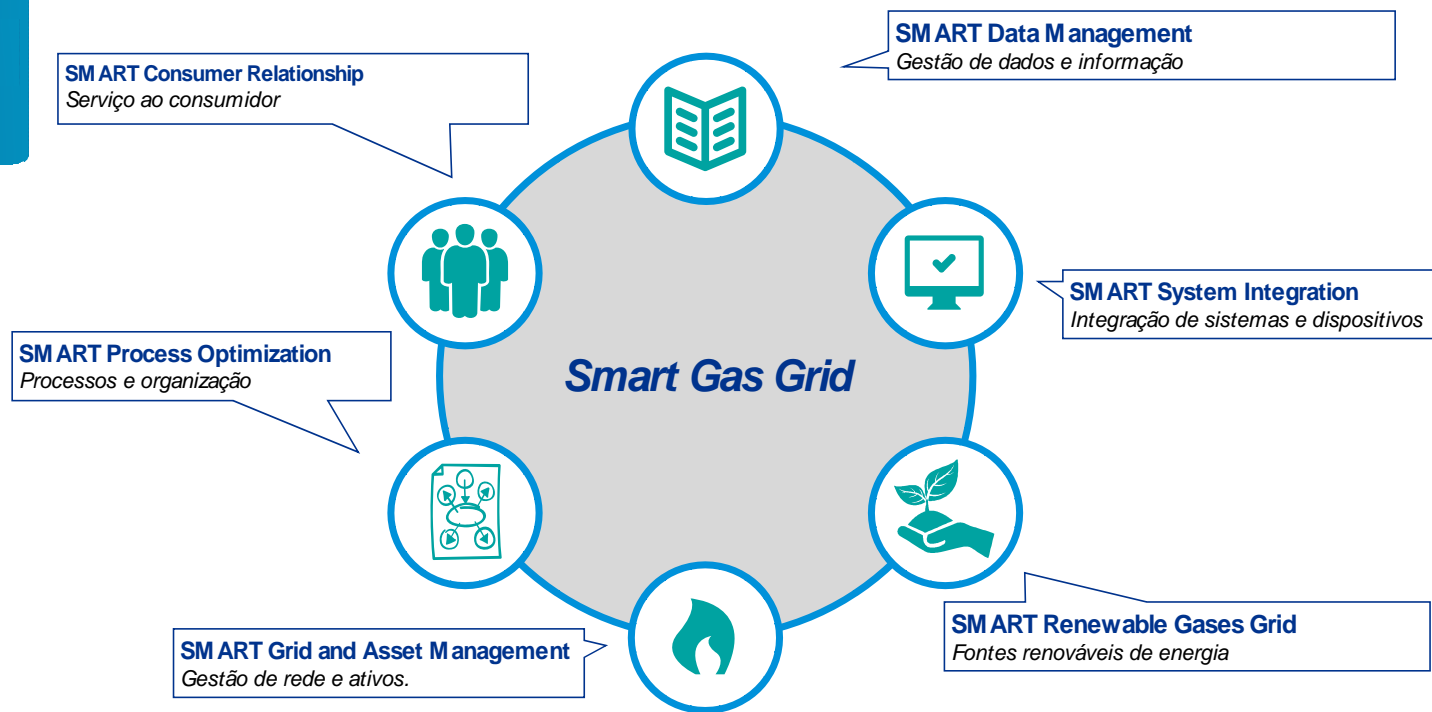 SMART Data Management
Gestão de dados e informação
SMART Consumer Relationship
Serviço ao consumidor
SMART System Integration
Integração de sistemas e dispositivos
SMART Process Optimization
Processos e organização
Smart Gas Grid
SMART Renewable Gases Grid
Fontes renováveis de energia
SMART Grid and Asset Management
Gestão de rede e ativos.